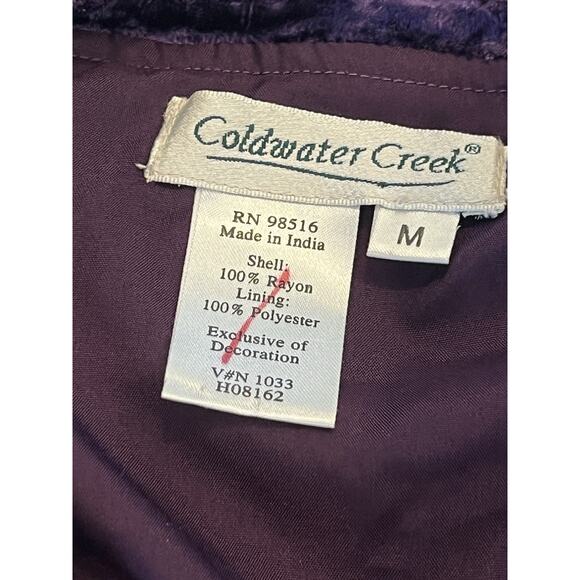 Coldwater Creek®
RN 98516
Made in India
M
Shell:
100% Rayon
Lining:
100% Polyester
Exclusive of
Decoration
V#N 1033
H08162